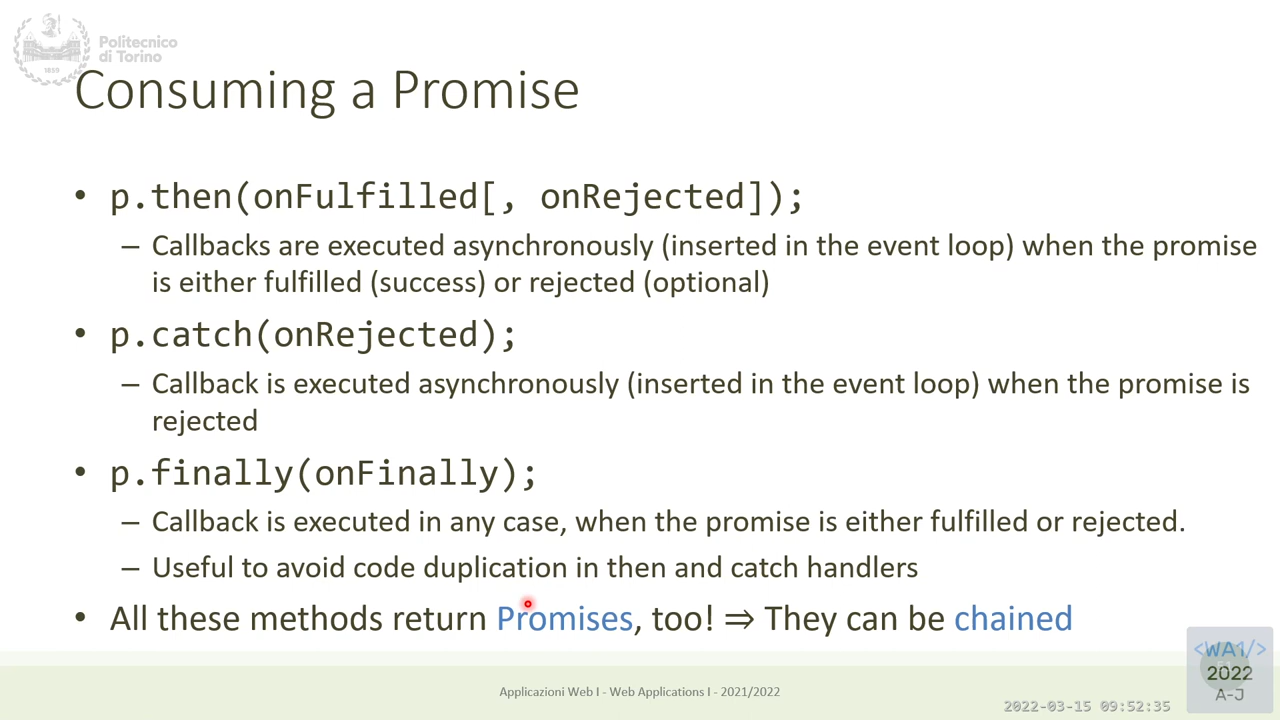 Politecnico
di Torino
1859
Consuming a Promise
• p.then(onFulfilled[, onRejected]);
– Callbacks are executed asynchronously (inserted in the event loop) when the promise
is either fulfilled (success) or rejected (optional)
• p.catch(onRejected);
– Callback is executed asynchronously (inserted in the event loop) when the promise is
rejected
• p.finally(onFinally);
– Callback is executed in any case, when the promise is either fulfilled or rejected.
– Useful to avoid code duplication in then and catch handlers
• All these methods return Promises, too! ⇒ They can be chained
Applicazioni Web I - Web Applications I - 2021/2022
2022-03-15 09:52:35
<WA1/>
2022
A-J